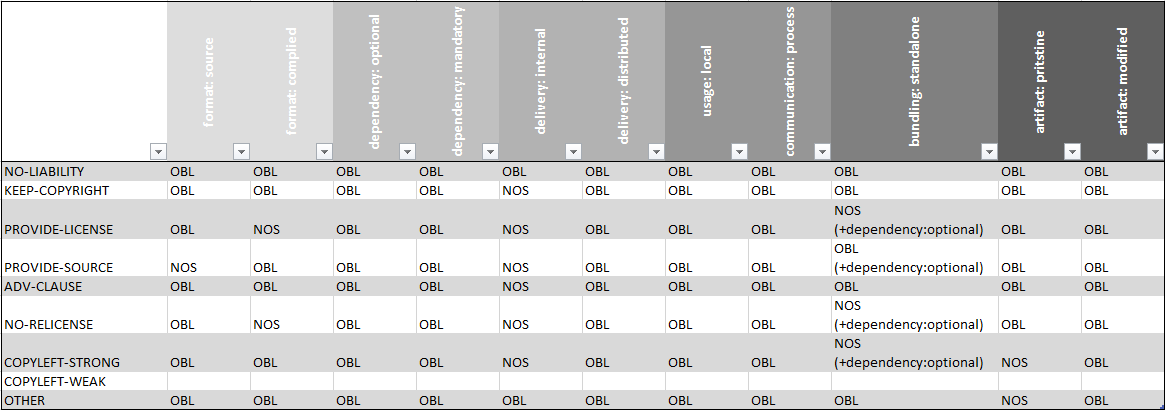 format: source format: complied dependency: optional dependency: mandatory delivery: internal delivery: distributed usage: local communication: process bundling: standalone artifact: pritstine artifact: modified
NO-LIABILITY OBL OBL OBL OBL OBL OBL OBL OBL OBL OBL OBL
KEEP-COPYRIGHT OBL OBL OBL OBL NOS OBL OBL OBL OBL OBL OBL
NOS
PROVIDE-LICENSE OBL NOS OBL OBL NOS OBL OBL OBL (+dependency:optional) OBL OBL
OBL
PROVIDE-SOURCE NOS OBL OBL OBL NOS OBL OBL OBL (+dependency:optional) OBL OBL
ADV-CLAUSE OBL OBL OBL OBL NOS OBL OBL OBL OBL OBL OBL
NOS
NO-RELICENSE OBL NOS OBL OBL NOS OBL OBL OBL (+dependency:optional) OBL OBL
NOS
COPYLEFT-STRONG OBL OBL OBL OBL NOS OBL OBL OBL (+dependency:optional) NOS OBL
COPYLEFT-WEAK
OTHER OBL OBL OBL OBL OBL OBL OBL OBL OBL NOS OBL